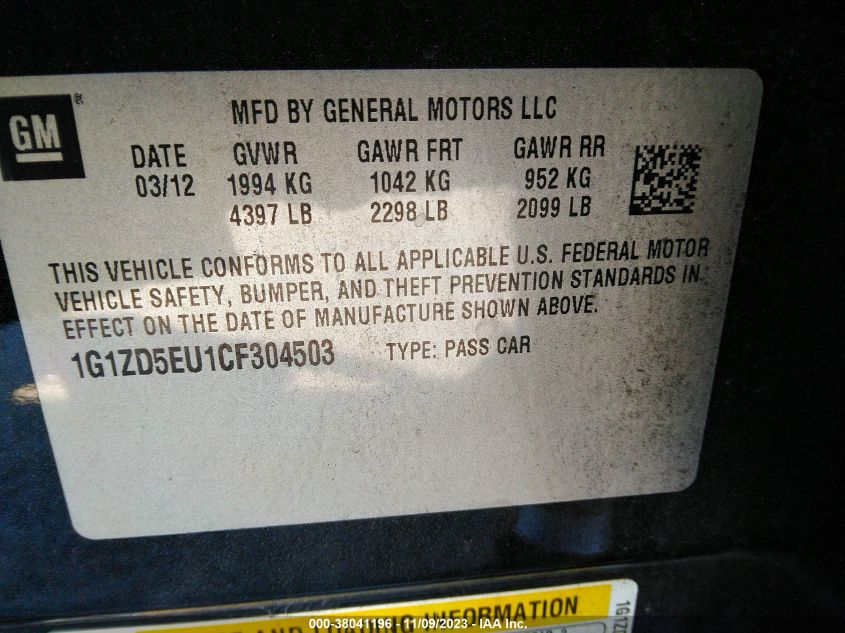 GM
®
MFD BY GENERAL MOTORS LLC
DATE GVWR GAWR FRT GAWR RR
03/12 1994 KG 1042 KG 952 KG
4397 LB 2298 LB 2099 LB
THIS VEHICLE CONFORMS TO ALL APPLICABLE U.S. FEDERAL MOTOR
VEHICLE SAFETY, BUMPER, AND THEFT PREVENTION STANDARDS IN
EFFECT ON THE DATE OF MANUFACTURE SHOWN ABOVE.
1G1ZD5EU1CF304503 TYPE: PASS CAR
AND LOADING INFORMATION
1G1ZD
000-38041196 - 11/09/2023 - IAA Inc.